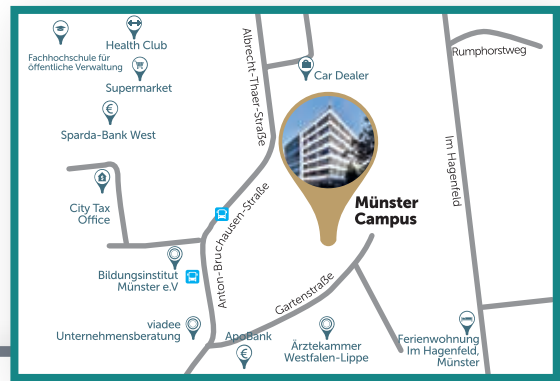 Health Club
Fachhochschule für
öffentliche Verwaltung
Supermarket
Sparda-Bank West
City Tax
Office
Bildungsinstitut
Münster e.V
viadee
Unternehmensberatung
ApoBank
Ärztekammer
Westfalen-Lippe
Ferienwohnung
Im Hagenfeld,
Münster
Car Dealer
Münster
Campus
Albrecht-Thaer-Straße
Anton-Bruchausen-Straße
Gartenstraße
Im Hagenfeld
Rumphorstweg